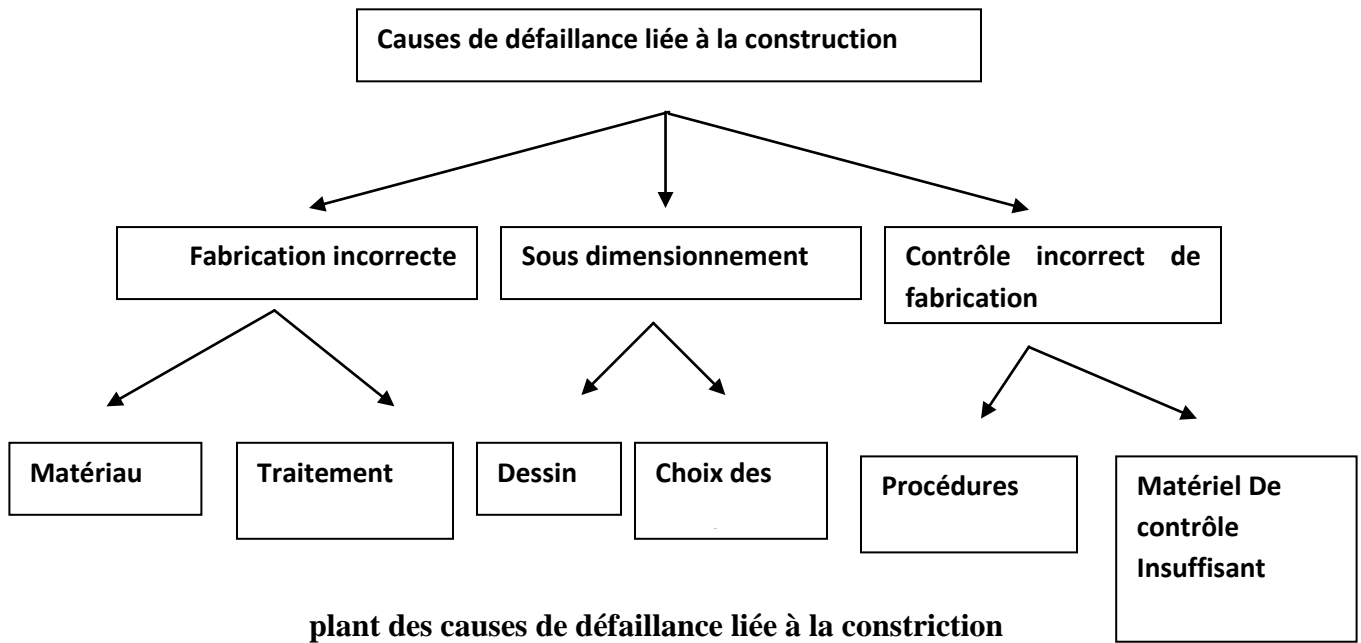 Causes de défaillance liée à la construction
Fabrication incorrecte
Sous dimensionnement
Contrôle incorrect de
fabrication
Matériau
Traitement
Dessin
Choix des
Procédures
Matériel De
contrôle
Insuffisant
plant des causes de défaillance liée à la constriction